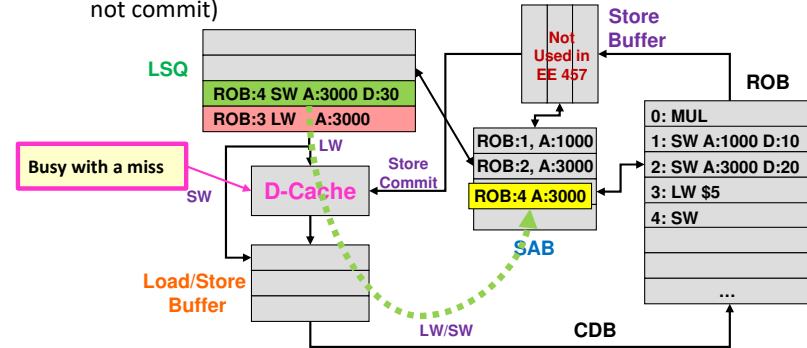 not commit)
LSQ
ROB:4 SW A:3000 D:30
ROB:3 LW A:3000
Busy with a miss
LW
SW
D-Cache
Store
Commit
Load/Store
Buffer
LW/SW
Not
Used in
EE 457
Store
Buffer
ROB:1, A:1000
ROB:2, A:3000
ROB:4 A:3000
SAB
CDB
ROB
0: MUL
1: SW A:1000 D:10
2: SW A:3000 D:20
3: LW $5
4: SW
...